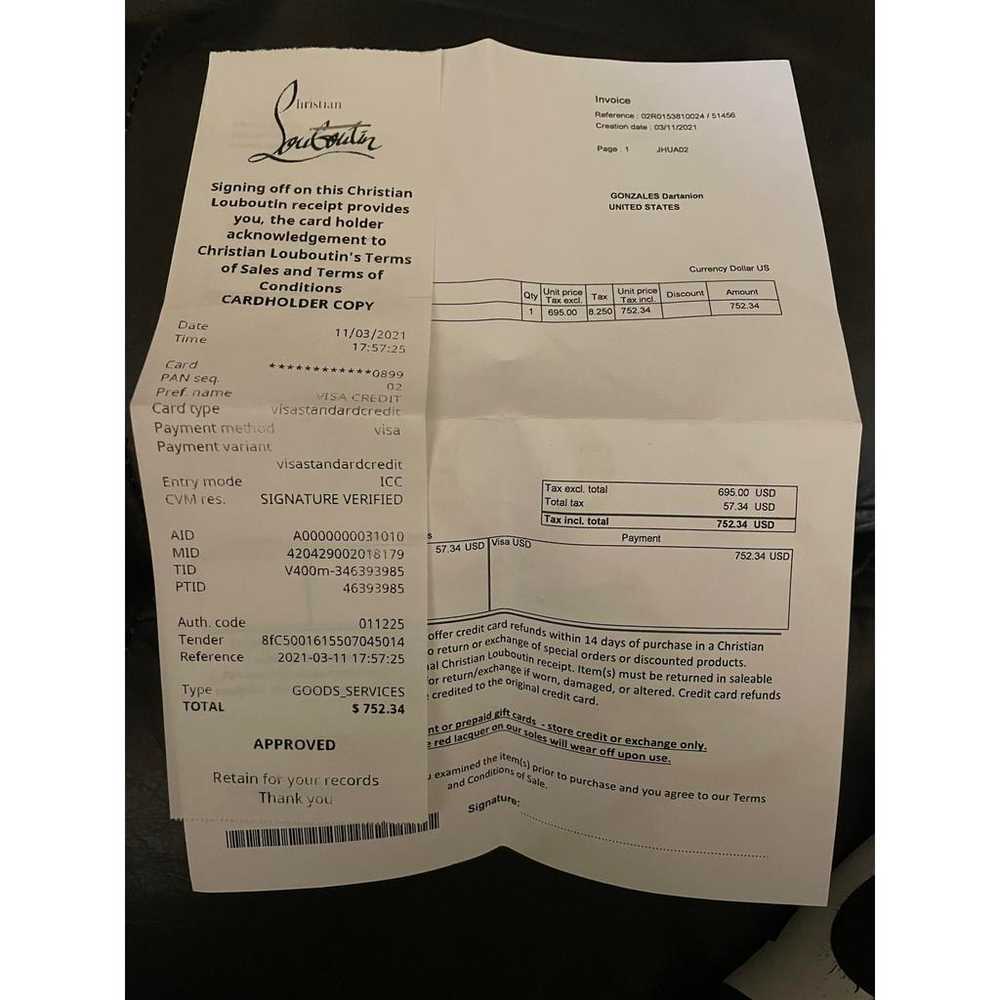 Christian
Louboutin
Signing off on this Christian
Louboutin receipt provides
you, the card holder
acknowledgement to
Christian Louboutin's Terms
of Sales and Terms of
Conditions
CARDHOLDER COPY
Date 11/03/2021
Time 17:57:25
Card ************0899
PAN seq. 02
Pref. name VISA CREDIT
Card type visastandardcredit
Payment method visa
Payment variant
visastandardcredit
Entry mode ICC
CVM res. SIGNATURE VERIFIED
AID A0000000031010
MID 420429002018179
TID V400m-346393985
PTID 46393985
Auth. code 011225
Tender 8fC5001615507045014
Reference 2021-03-11 17:57:25
Type GOODS_SERVICES
TOTAL $ 752.34
APPROVED
Retain for your records
Thank you
Invoice
Reference : 02R0153810024 / 51456
Creation date : 03/11/2021
Page : 1 JHUA02
GONZALES Dartanion
UNITED STATES
Currency Dollar US
Qty Unit price Tax excl. Tax Unit price Tax incl. Discount Amount
1 695.00 8.250 752.34 752.34
Tax excl. total 695.00 USD
Total tax 57.34 USD
Tax incl. total 752.34 USD
s Payment
57.34 USD Visa USD 752.34 USD
offer credit card refunds within 14 days of purchase in a Christian
o return or exchange of special orders or discounted products.
al Christian Louboutin receipt. Item(s) must be returned in saleable
or return/exchange if worn, damaged, or altered. Credit card refunds
credited to the original credit card.
nt or prepaid gift cards - store credit or exchange only.
e red lacquer on our soles will wear off upon use.
u examined the item(s) prior to purchase and you agree to our Terms
and Conditions of Sale.
Signature: